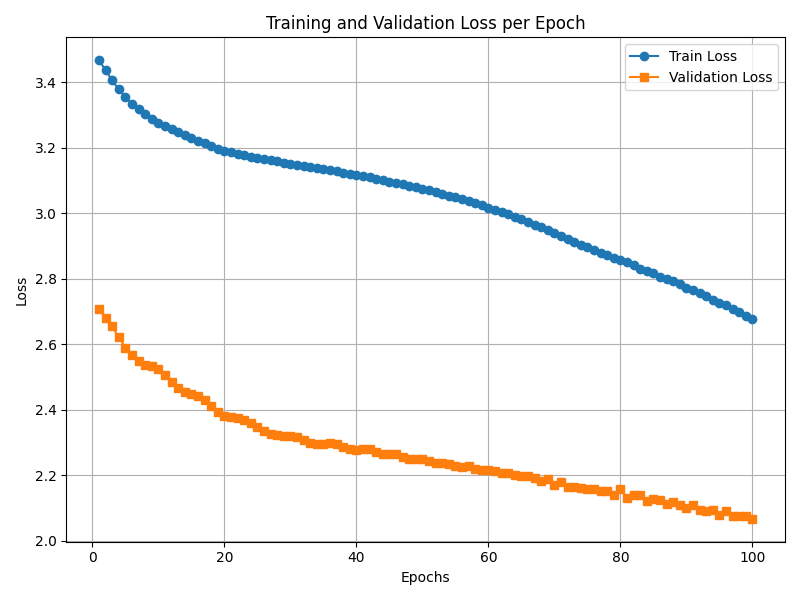 Training and Validation Loss per Epoch
Train Loss
Validation Loss
3.4
3.2
3.0
2.8
2.6
2.4
2.2
2.0
Loss
0 20 40 60 80 100
Epochs